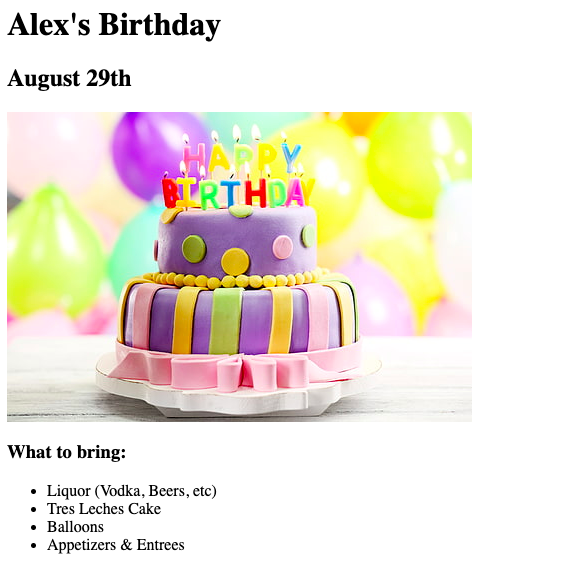 Alex's Birthday
August 29th
HAPPY
BIRTHDAY
What to bring:
Liquor (Vodka, Beers, etc)
Tres Leches Cake
Balloons
Appetizers & Entrees